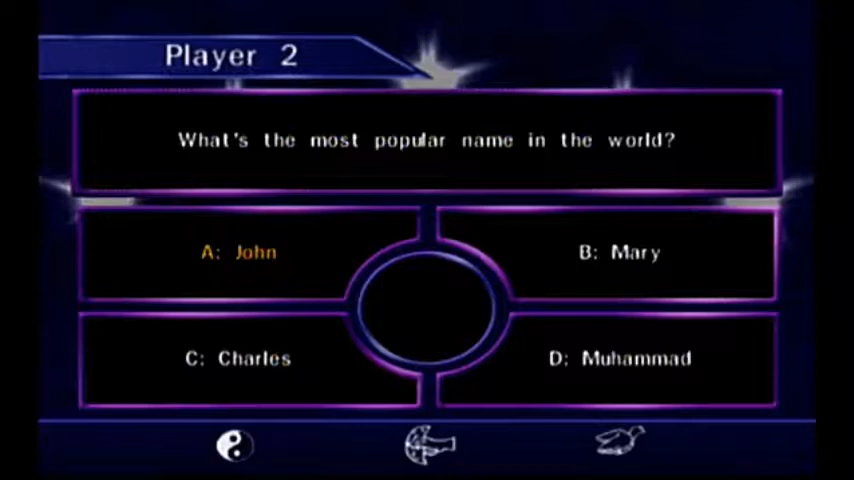 Player 2
What's the most popular name in the world?
A: John
B: Mary
C: Charles
D: Muhammad